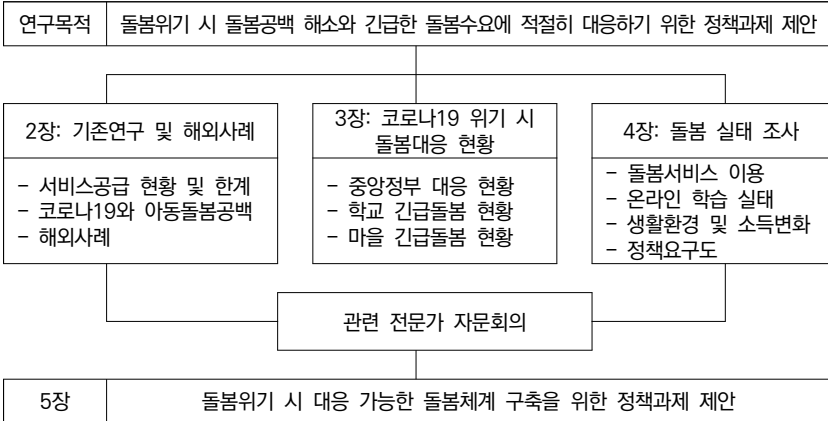 연구목적 돌봄위기 시 돌봄공백 해소와 긴급한 돌봄수요에 적절히 대응하기 위한 정책과제 제안
2장: 기존연구 및 해외사례
- 서비스공급 현황 및 한계
- 코로나19와 아동돌봄공백
- 해외사례
3장: 코로나19 위기 시
돌봄대응 현황
- 중앙정부 대응 현황
- 학교 긴급돌봄 현황
- 마을 긴급돌봄 현황
4장: 돌봄 실태 조사
- 돌봄서비스 이용
- 온라인 학습 실태
- 생활환경 및 소득변화
- 정책요구도
관련 전문가 자문회의
5장 돌봄위기 시 대응 가능한 돌봄체계 구축을 위한 정책과제 제안